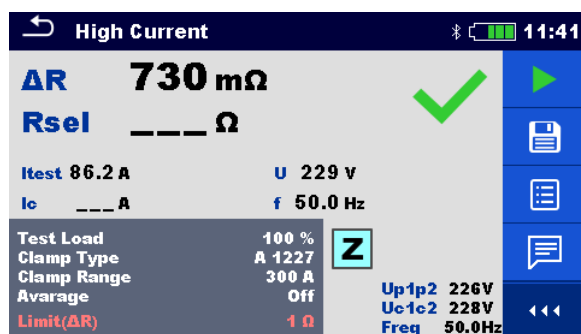 High Current 11:41
ΔR 730 mΩ
Rsel ___ Ω
Itest 86.2 A U 229 V
Ic ___ A f 50.0 Hz
Test Load 100 %
Clamp Type A 1227
Clamp Range 300 A
Avarage Off
Limit(ΔR) 1 Ω
Z
Up1p2 226V
Uc1c2 228V
Freq 50.0Hz